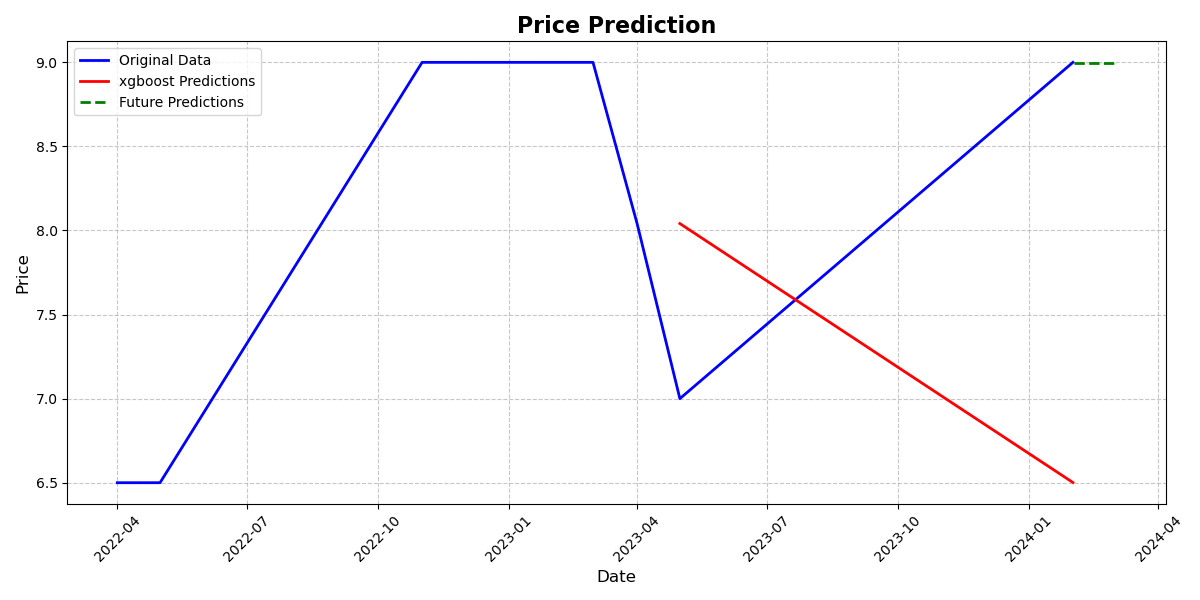 Price Prediction
Original Data
xgboost Predictions
Future Predictions
Price
9.0
8.5
8.0
7.5
7.0
6.5
2022-04
2022-07
2022-10
2023-01
2023-04
2023-07
2023-10
2024-01
2024-04
Date